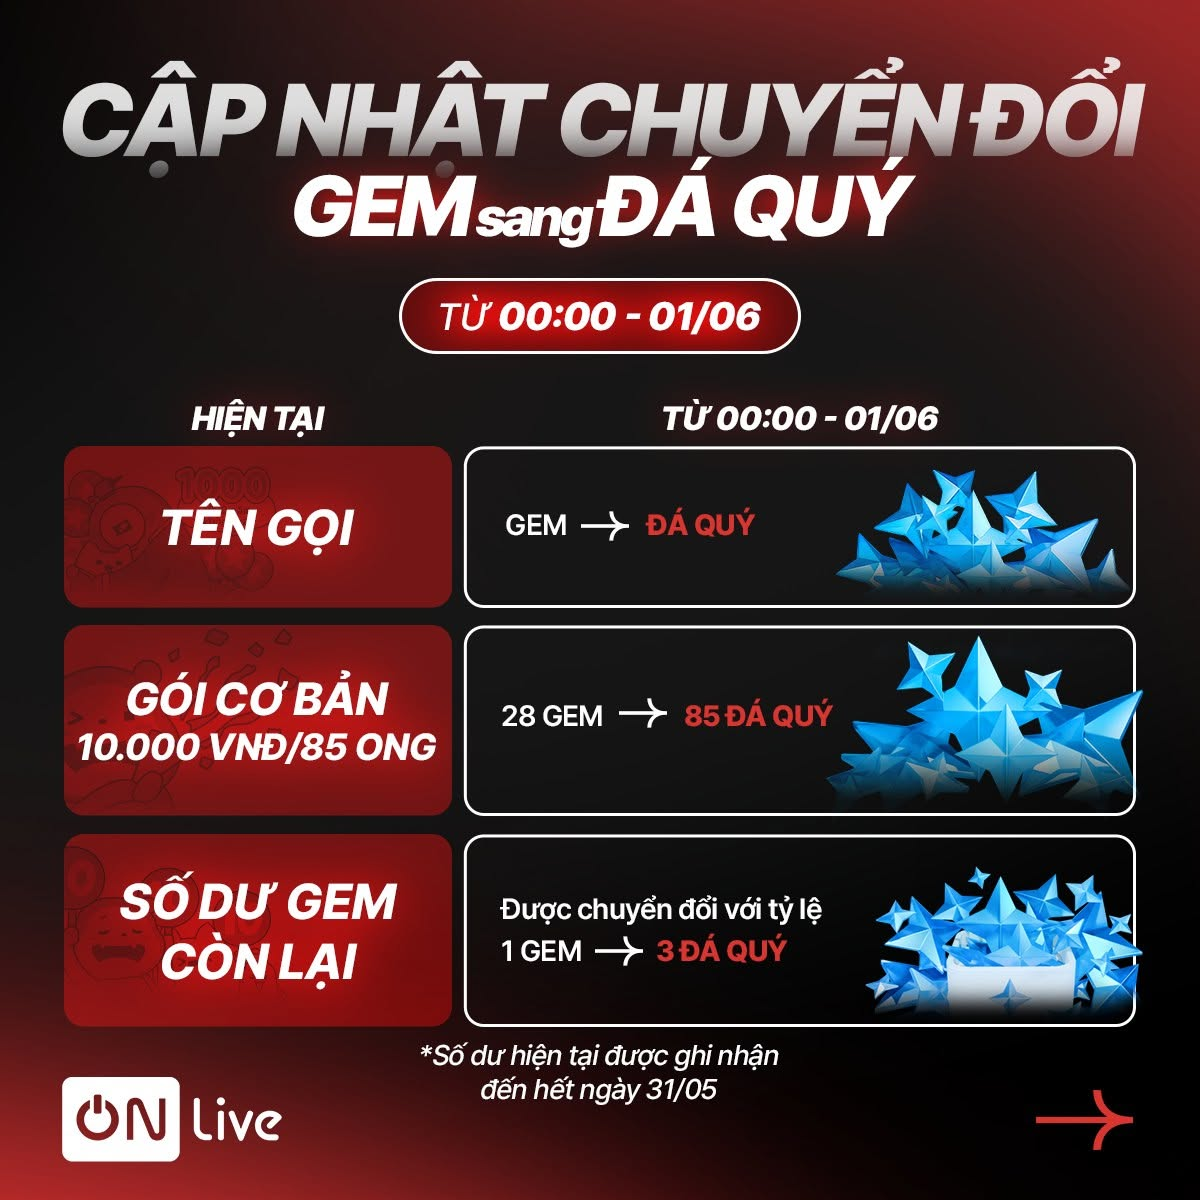 CẬP NHẬT CHUYỂN ĐỔI
GEM sang ĐÁ QUÝ
TỪ 00:00 - 01/06
HIỆN TẠI
TỪ 00:00 - 01/06
1000
TÊN GỌI
GEM → ĐÁ QUÝ
GÓI CƠ BẢN
10.000 VNĐ/85 ONG
28 GEM → 85 ĐÁ QUÝ
SỐ DƯ GEM
CÒN LẠI
Được chuyển đổi với tỷ lệ
1 GEM → 3 ĐÁ QUÝ
*Số dư hiện tại được ghi nhận
đến hết ngày 31/05
ON Live